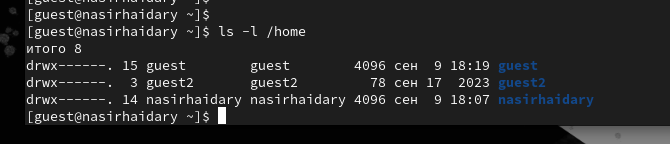 [guest@nasirhaidary ~]$
[guest@nasirhaidary ~]$
[guest@nasirhaidary ~]$ ls -l /home
итого 8
drwx------. 15 guest guest 4096 сен 9 18:19 guest
drwx------. 3 guest2 guest2 78 сен 17 2023 guest2
drwx------. 14 nasirhaidary nasirhaidary 4096 сен 9 18:07 nasirhaidary
[guest@nasirhaidary ~]$